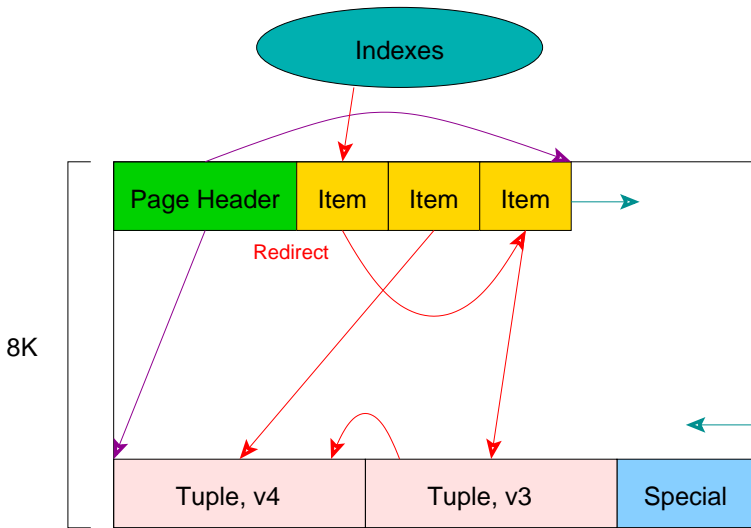 Indexes
Page Header
Item
Item
Item
Redirect
8K
Tuple, v4
Tuple, v3
Special